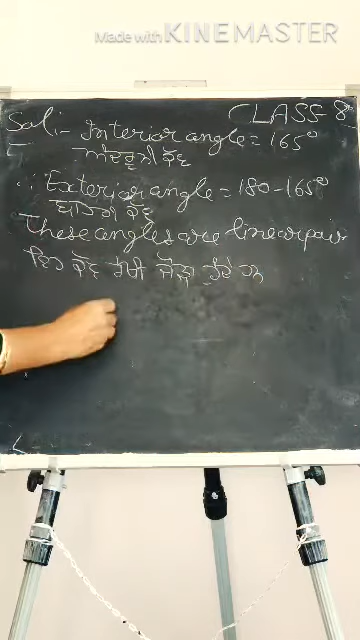 Made with KINEMASTER
CLASS 8
Sol:- Interior angle = 165°
ਅੰਦਰੂਨੀ ਕੋਣ
∴ Exterior angle = 180-165°
ਬਾਹਰੀ ਕੋਣ
These angles are linear pair
ਇਹ ਕੋਣ ਰੇਖੀ ਜੋੜਾ ਹੁੰਦੇ ਹਨ